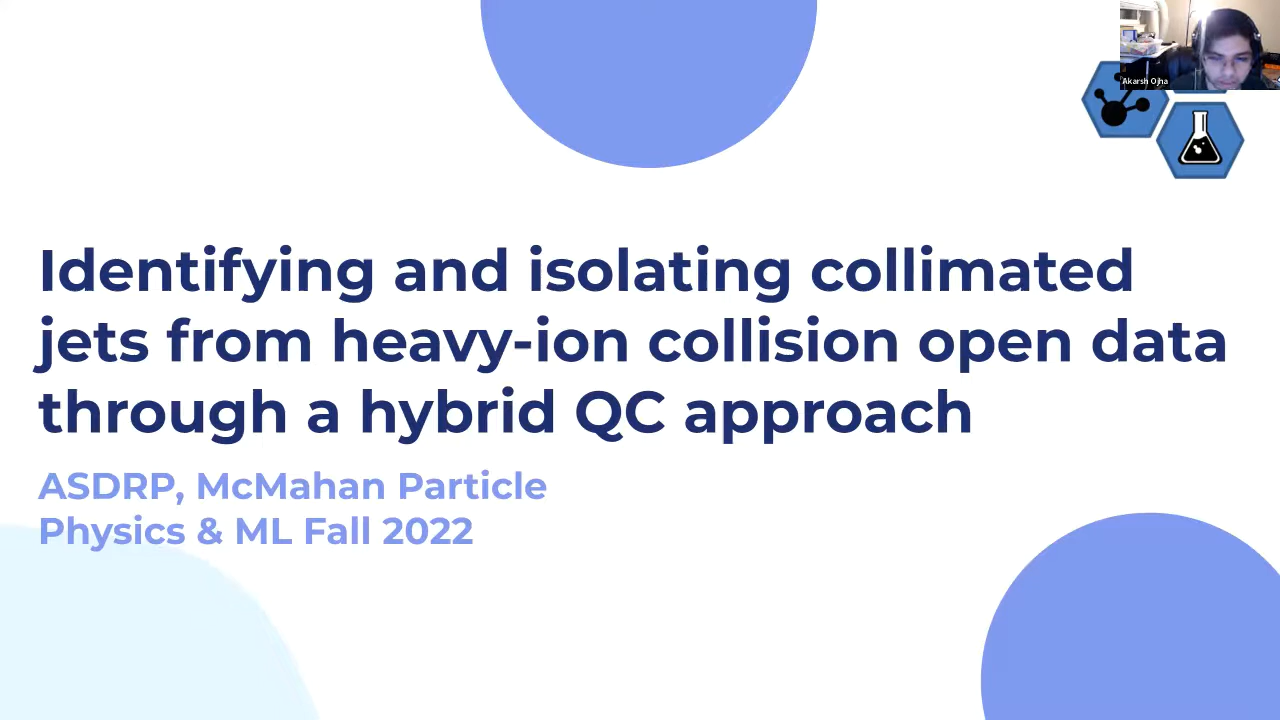 Akarsh Ojha
Identifying and isolating collimated
jets from heavy-ion collision open data
through a hybrid QC approach
ASDRP, McMahan Particle
Physics & ML Fall 2022